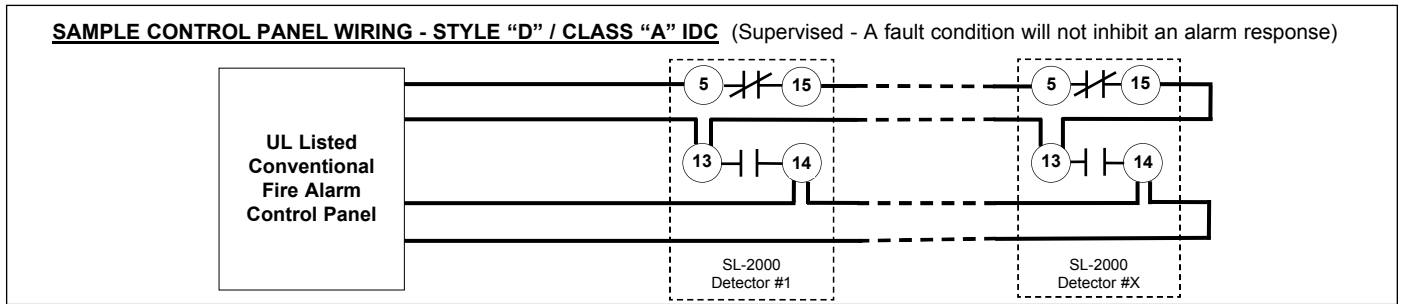 SAMPLE CONTROL PANEL WIRING - STYLE “D” / CLASS “A” IDC (Supervised - A fault condition will not inhibit an alarm response)
UL Listed
Conventional
Fire Alarm
Control Panel
5 15
13 14
SL-2000
Detector #1
5 15
13 14
SL-2000
Detector #X